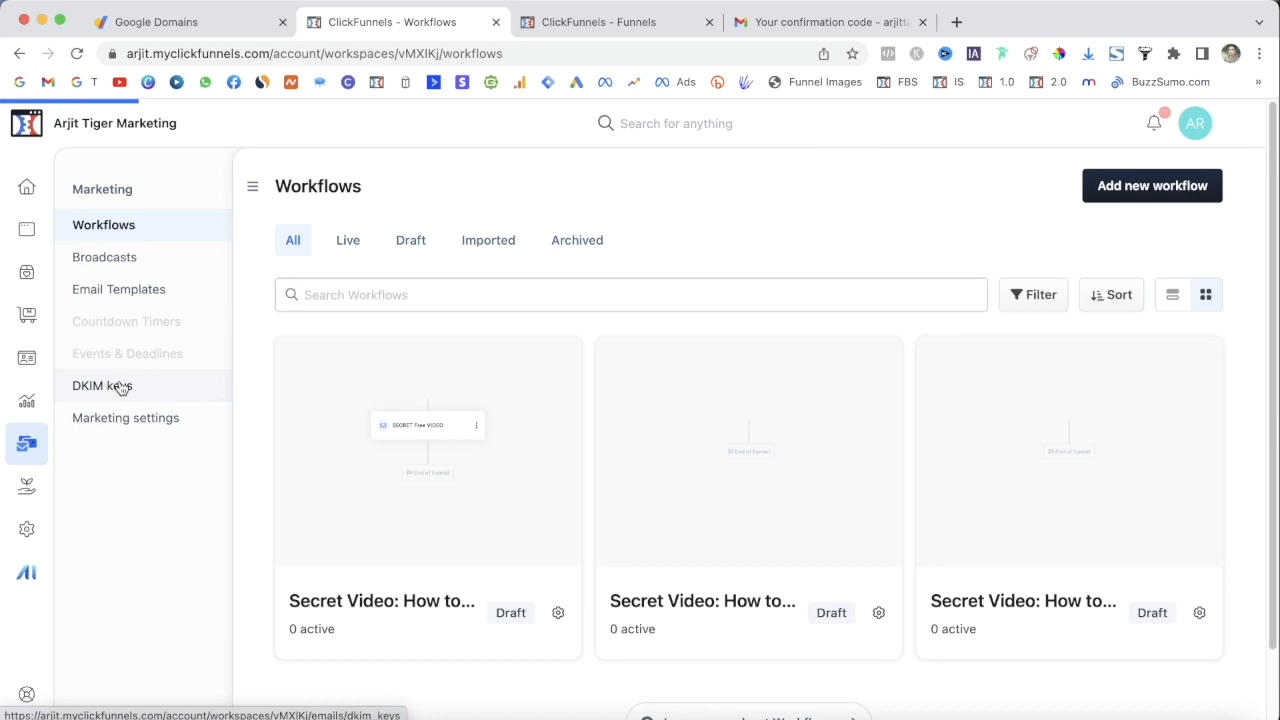 Google Domains
ClickFunnels - Workflows
ClickFunnels - Funnels
Your confirmation code - arjitti
arjit.myclickfunnels.com/account/workspaces/vMXlKj/workflows
G T
Ads
Funnel Images
FBS
IS
1.0
2.0
BuzzSumo.com
Arjit Tiger Marketing
Search for anything
AR
Marketing
Workflows
Broadcasts
Email Templates
Countdown Timers
Events & Deadlines
DKIM keys
Marketing settings
Workflows
Add new workflow
All
Live
Draft
Imported
Archived
Search Workflows
Filter
Sort
SECRET Free VIDEO
End of Funnel
End of Funnel
End of Funnel
Secret Video: How to...
Draft
0 active
Secret Video: How to...
Draft
0 active
Secret Video: How to...
Draft
0 active
https://arjit.myclickfunnels.com/account/workspaces/vMXlKj/emails/dkim_keys